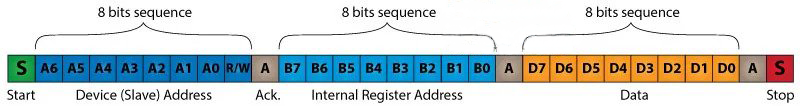 8 bits sequence 8 bits sequence 8 bits sequence
S A6 A5 A4 A3 A2 A1 A0 R/W A B7 B6 B5 B4 B3 B2 B1 B0 A D7 D6 D5 D4 D3 D2 D1 D0 A S
Start Device (Slave) Address Ack. Internal Register Address Data Stop